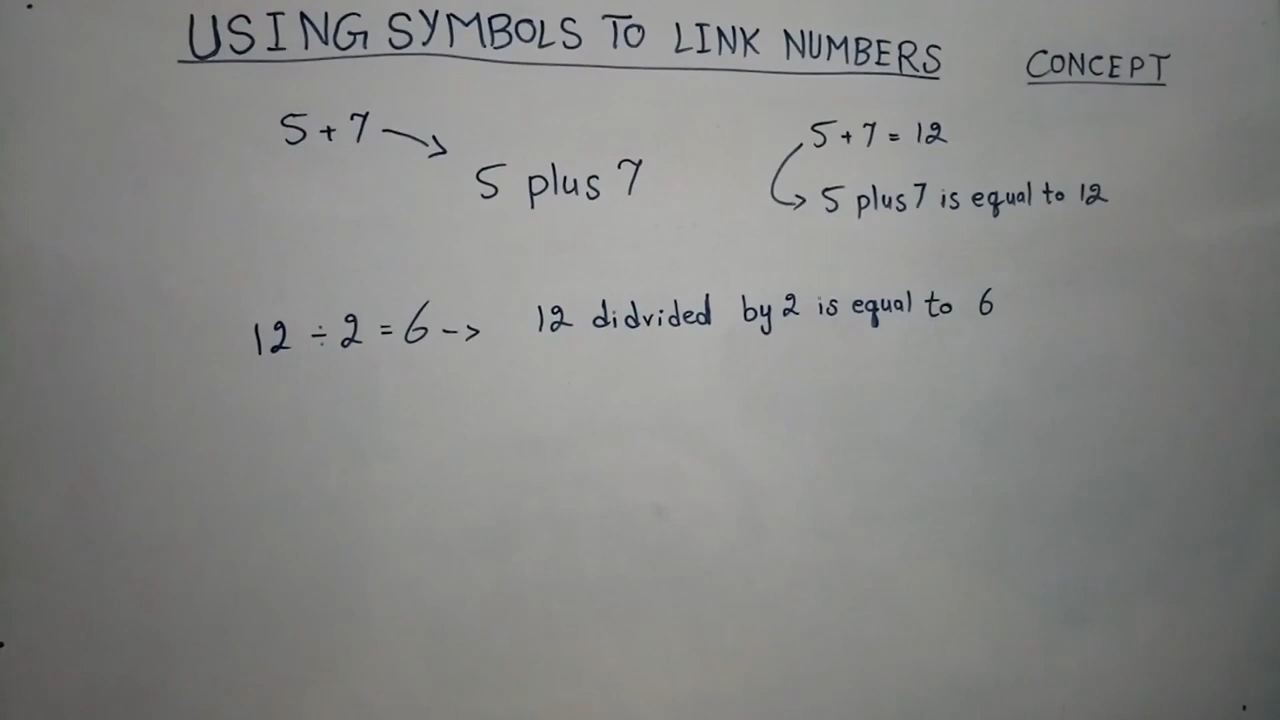 USING SYMBOLS TO LINK NUMBERS
CONCEPT
5 + 7 →
5 plus 7
5 + 7 = 12
→ 5 plus 7 is equal to 12
12 ÷ 2 = 6 -> 12 didvided by 2 is equal to 6